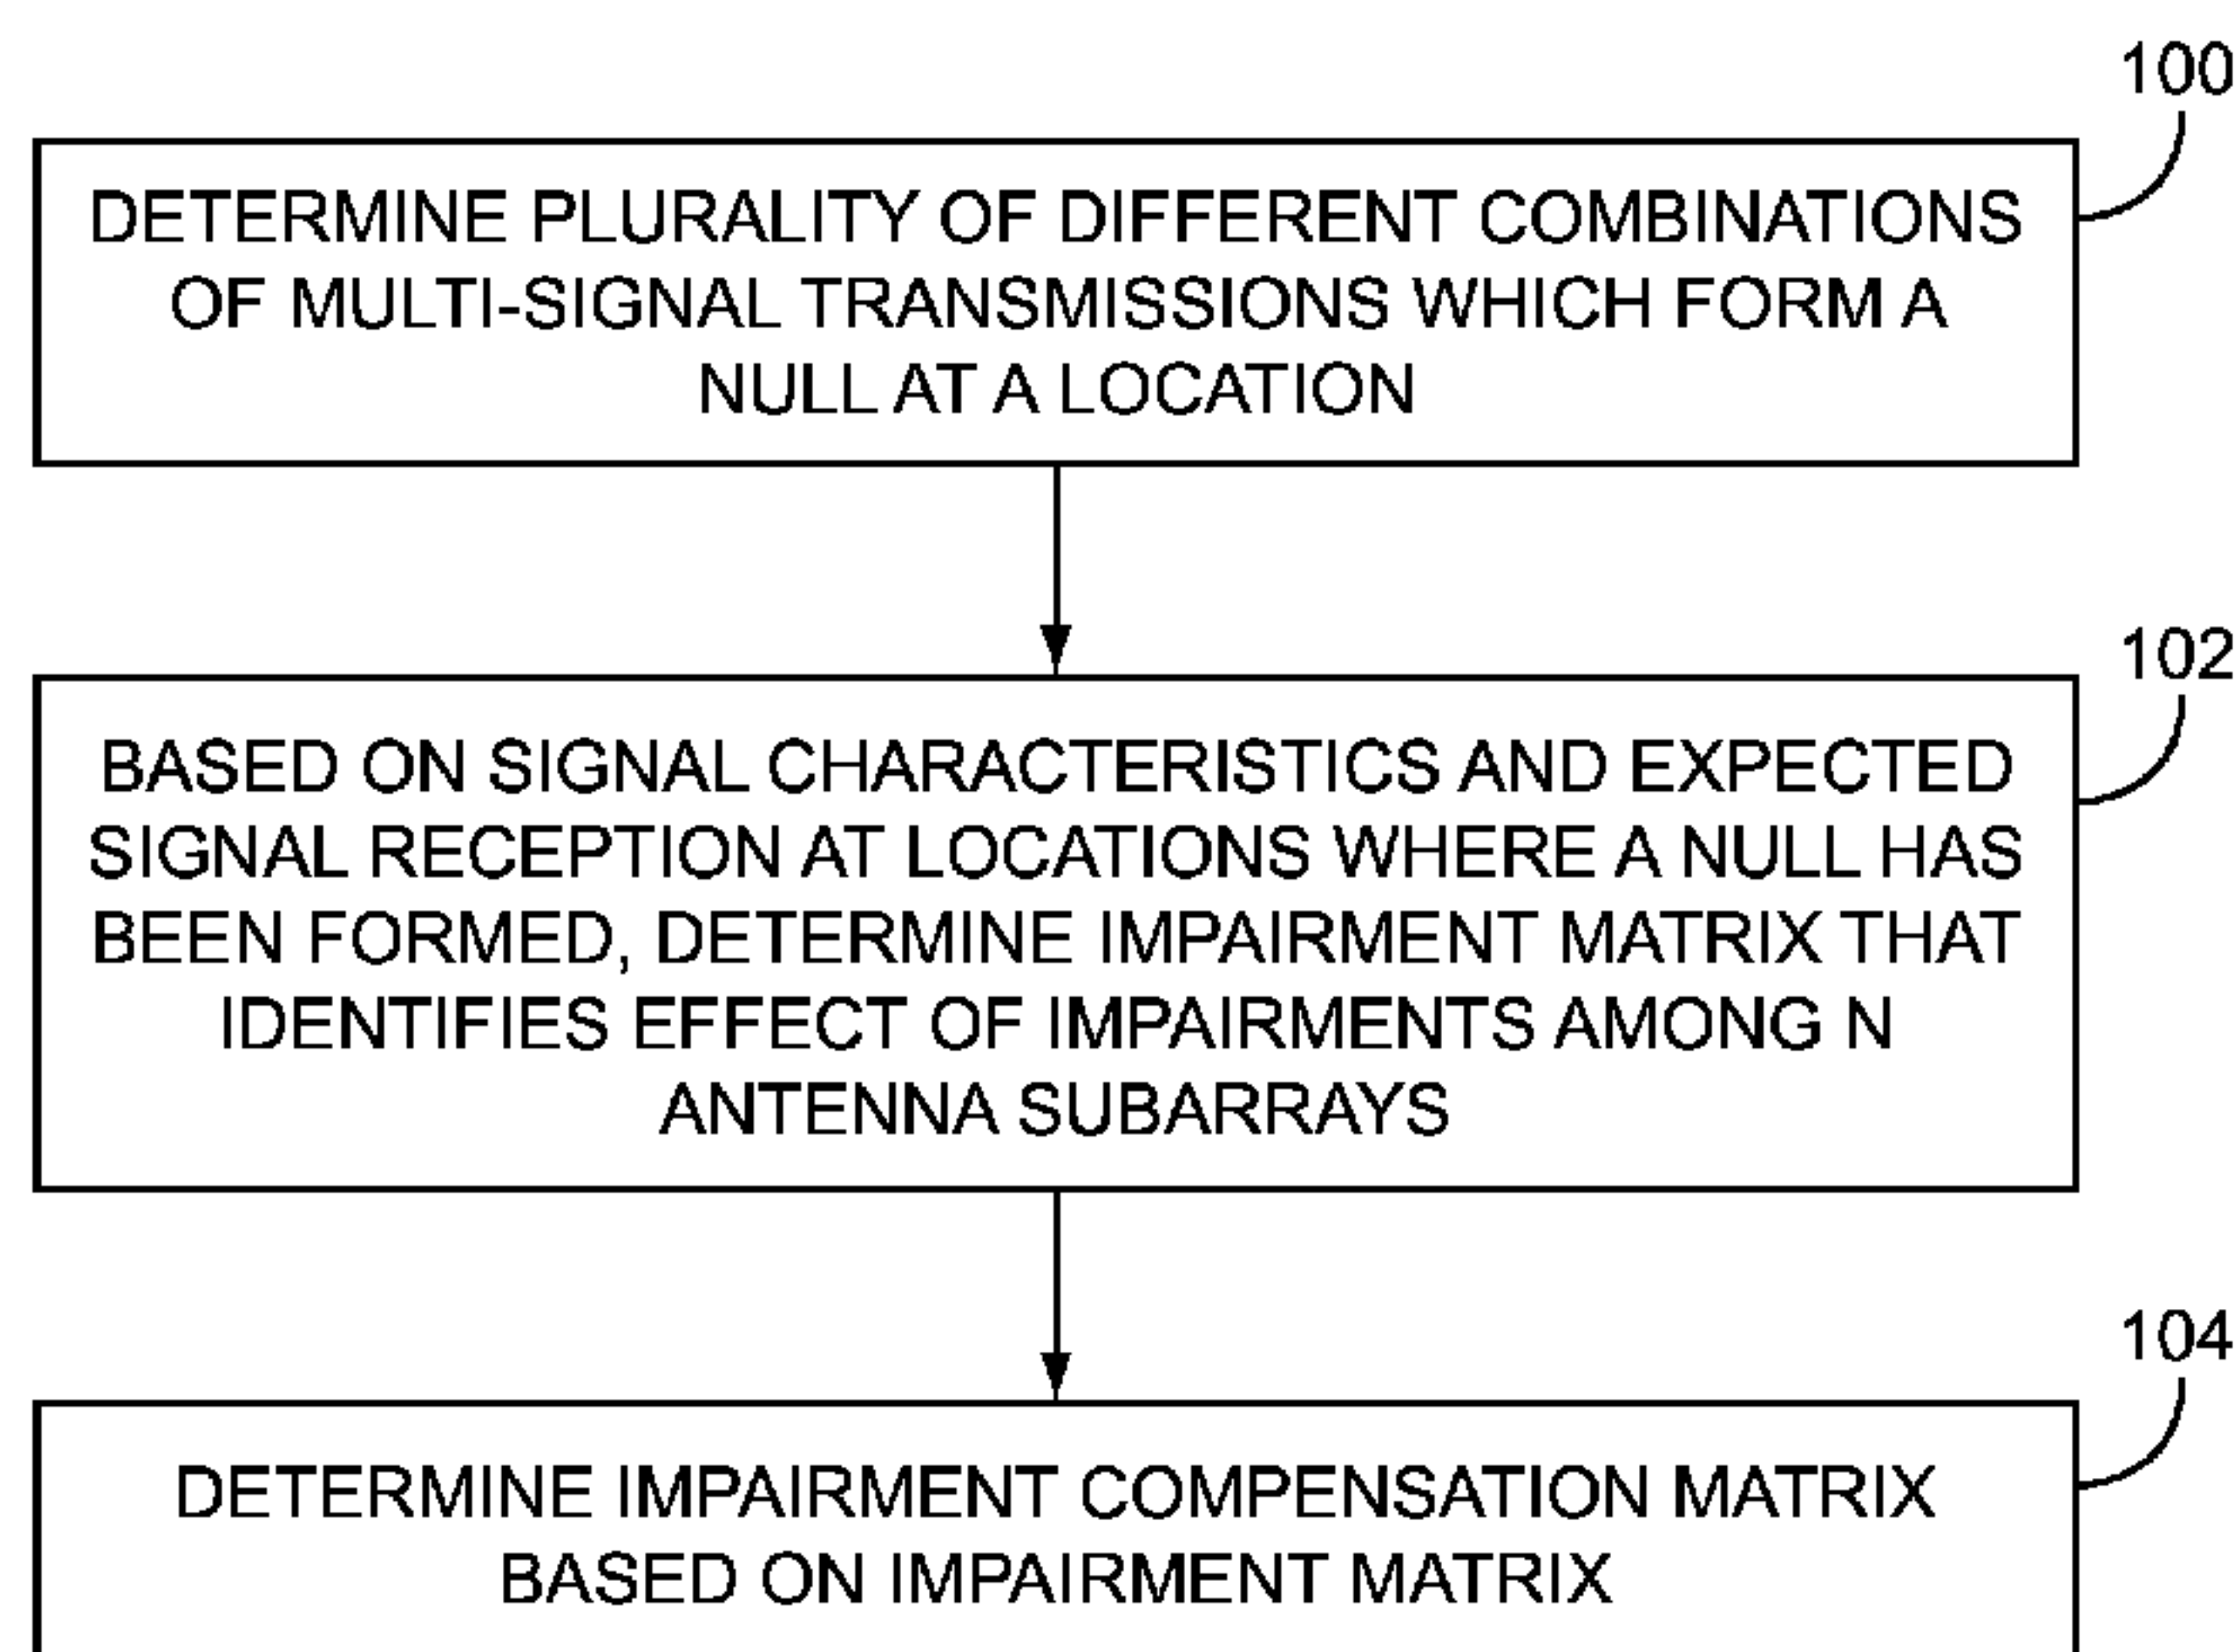 100
DETERMINE PLURALITY OF DIFFERENT COMBINATIONS
OF MULTI-SIGNAL TRANSMISSIONS WHICH FORM A
NULL AT A LOCATION
102
BASED ON SIGNAL CHARACTERISTICS AND EXPECTED
SIGNAL RECEPTION AT LOCATIONS WHERE A NULL HAS
BEEN FORMED, DETERMINE IMPAIRMENT MATRIX THAT
IDENTIFIES EFFECT OF IMPAIRMENTS AMONG N
ANTENNA SUBARRAYS
104
DETERMINE IMPAIRMENT COMPENSATION MATRIX
BASED ON IMPAIRMENT MATRIX